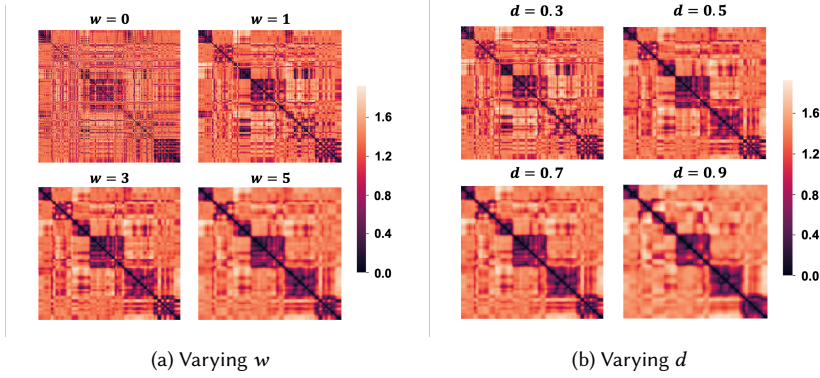 w = 0
w = 1
w = 3
w = 5
1.6
1.2
0.8
0.4
0.0
(a) Varying w
d = 0.3
d = 0.5
d = 0.7
d = 0.9
1.6
1.2
0.8
0.4
0.0
(b) Varying d